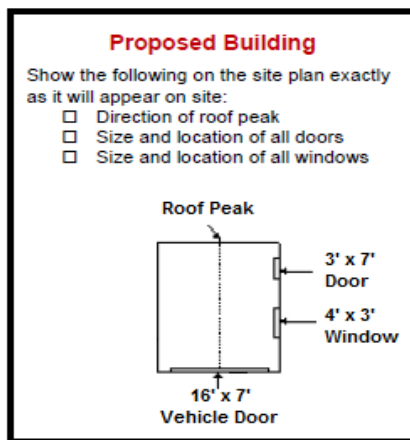 Proposed Building
Show the following on the site plan exactly
as it will appear on site:
☐ Direction of roof peak
☐ Size and location of all doors
☐ Size and location of all windows
Roof Peak
3' x 7'
Door
4' x 3'
Window
16' x 7'
Vehicle Door